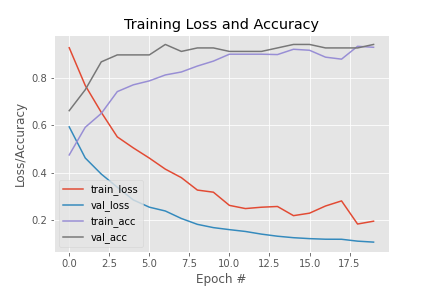 Training Loss and Accuracy
Loss/Accuracy
0.8
0.6
0.4
0.2
train_loss
val_loss
train_acc
val_acc
0.0 2.5 5.0 7.5 10.0 12.5 15.0 17.5
Epoch #